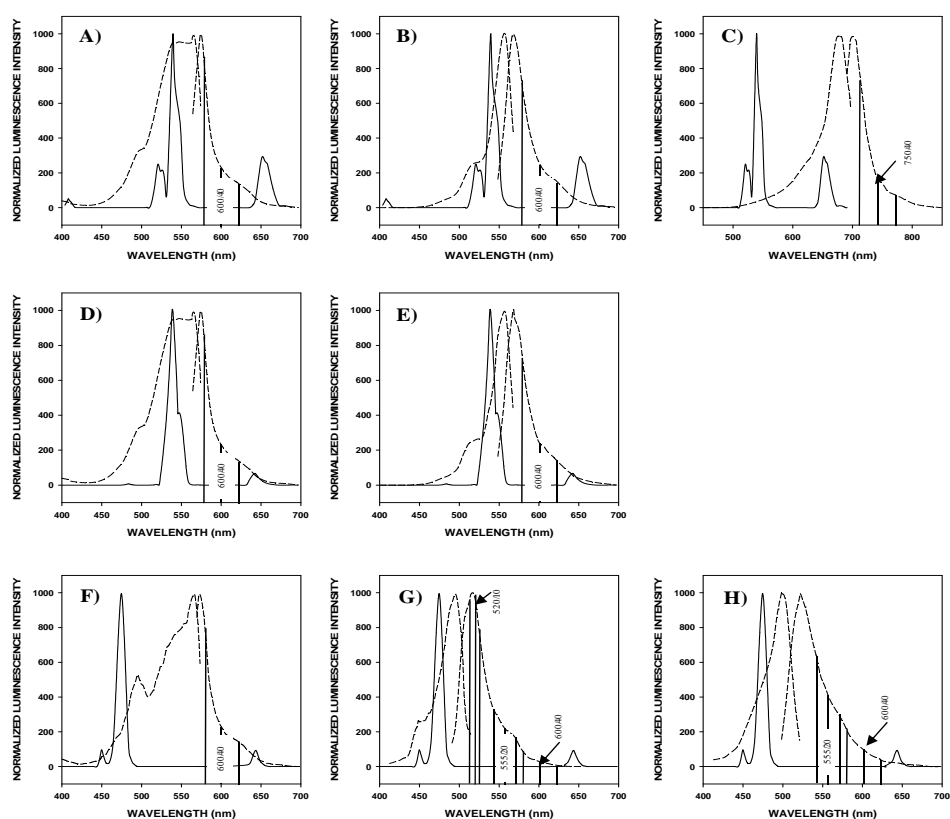 A)
NORMALIZED LUMINESCENCE INTENSITY
1000
800
600
400
200
0
600/40
400 450 500 550 600 650 700
WAVELENGTH (nm)
B)
NORMALIZED LUMINESCENCE INTENSITY
1000
800
600
400
200
0
600/40
400 450 500 550 600 650 700
WAVELENGTH (nm)
C)
NORMALIZED LUMINESCENCE INTENSITY
1000
800
600
400
200
0
750/40
500 600 700 800
WAVELENGTH (nm)
D)
NORMALIZED LUMINESCENCE INTENSITY
1000
800
600
400
200
0
600/40
400 450 500 550 600 650 700
WAVELENGTH (nm)
E)
NORMALIZED LUMINESCENCE INTENSITY
1000
800
600
400
200
0
600/40
400 450 500 550 600 650 700
WAVELENGTH (nm)
F)
NORMALIZED LUMINESCENCE INTENSITY
1000
800
600
400
200
0
600/40
400 450 500 550 600 650 700
WAVELENGTH (nm)
G)
NORMALIZED LUMINESCENCE INTENSITY
1000
800
600
400
200
0
520/10
555/20
600/40
400 450 500 550 600 650 700
WAVELENGTH (nm)
H)
NORMALIZED LUMINESCENCE INTENSITY
1000
800
600
400
200
0
555/20
600/40
400 450 500 550 600 650 700
WAVELENGTH (nm)